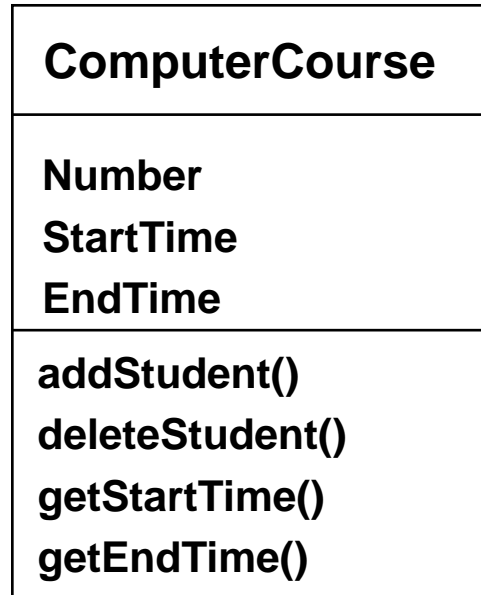 ComputerCourse
Number
StartTime
EndTime
addStudent()
deleteStudent()
getStartTime()
getEndTime()